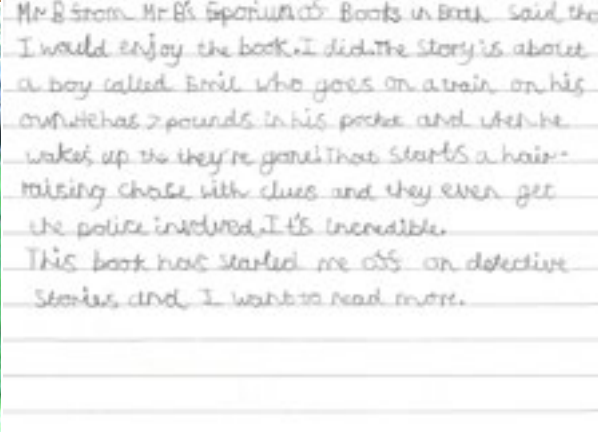 Mr B from Mr B's Eporium of Books in Bath said tha
I would enjoy the book. I did. The story is about
a boy called Emil who goes on a train on his
own. He has 7 pounds in his pocket and when he
wakes up the they're gone! That starts a hair-
raising chase with clues and they even get
the police involved. It's incredible.
This book has started me off on detective
stories and I want to read more.